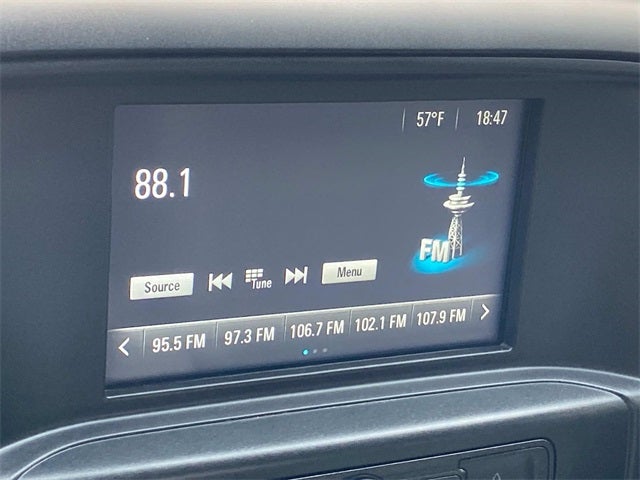 57°F 18:47
88.1
FM
Source Tune Menu
95.5 FM 97.3 FM 106.7 FM 102.1 FM 107.9 FM